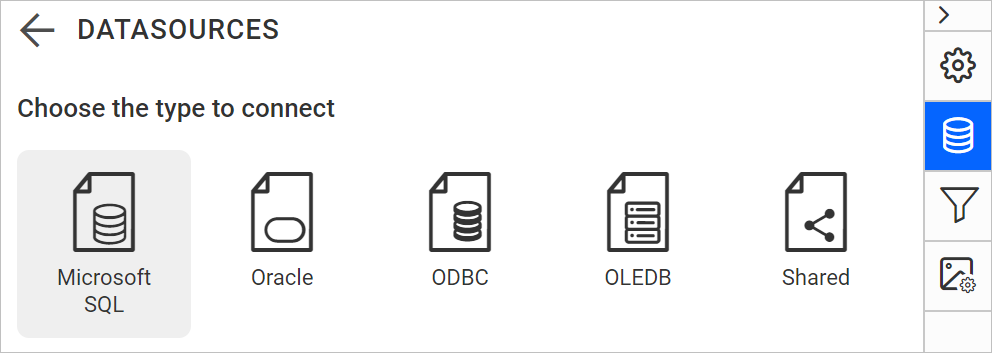 DATASOURCES
Choose the type to connect
Microsoft
SQL
Oracle
ODBC
OLEDB
Shared